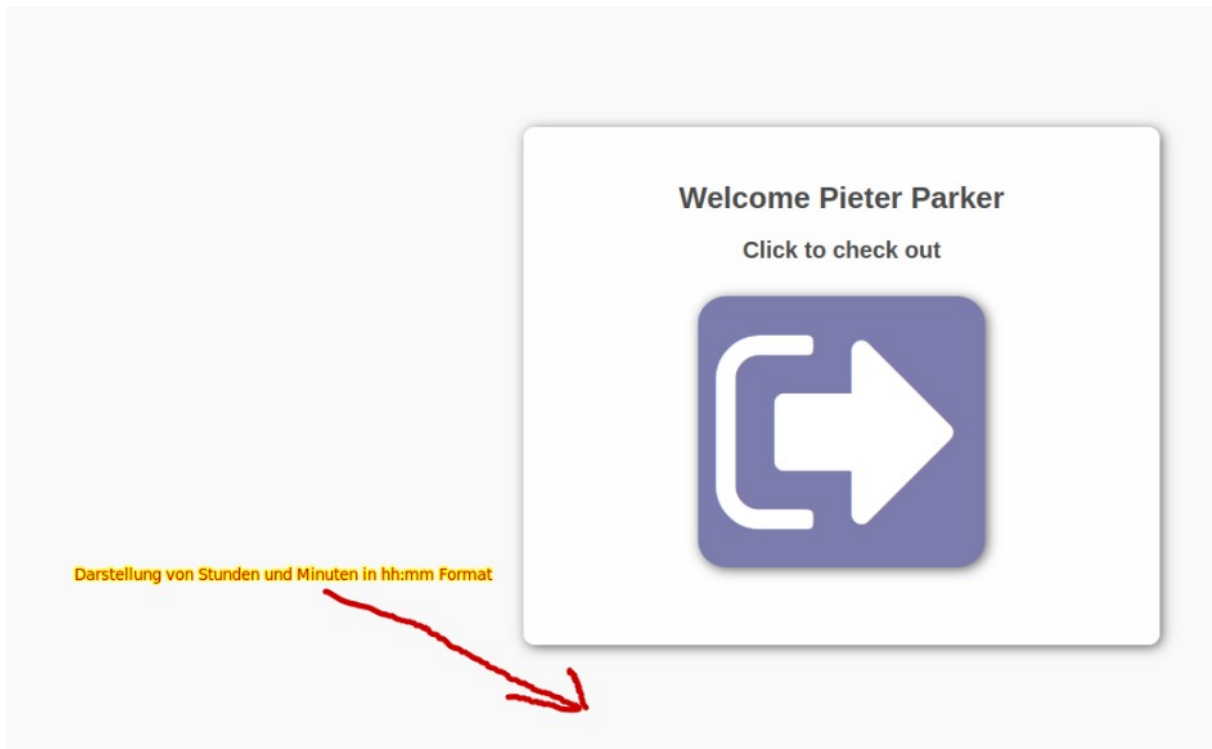 Welcome Pieter Parker
Click to check out
Darstellung von Stunden und Minuten in hh:mm Format